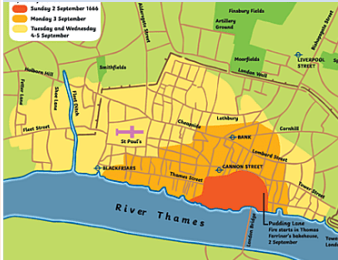 Sunday 2 September 1666
Monday 3 September
Tuesday and Wednesday
4-5 September
Aldersgate Street
Finsbury Fields
Artillery
Ground
Bishopsgate Street
Moorfields
LIVERPOOL
STREET
London Wall
Smithfields
Holborn Hill
Fetter Lane
Shoe Lane
Fleet Ditch
Fleet Street
St Paul's
Cheapside
Lothbury
BANK
Cornhill
Lombard Street
CANNON STREET
Thames Street
Tower Street
BLACKFRIARS
River Thames
London Bridge
Pudding Lane
Fire starts in Thomas
Farriner's bakehouse,
2 September